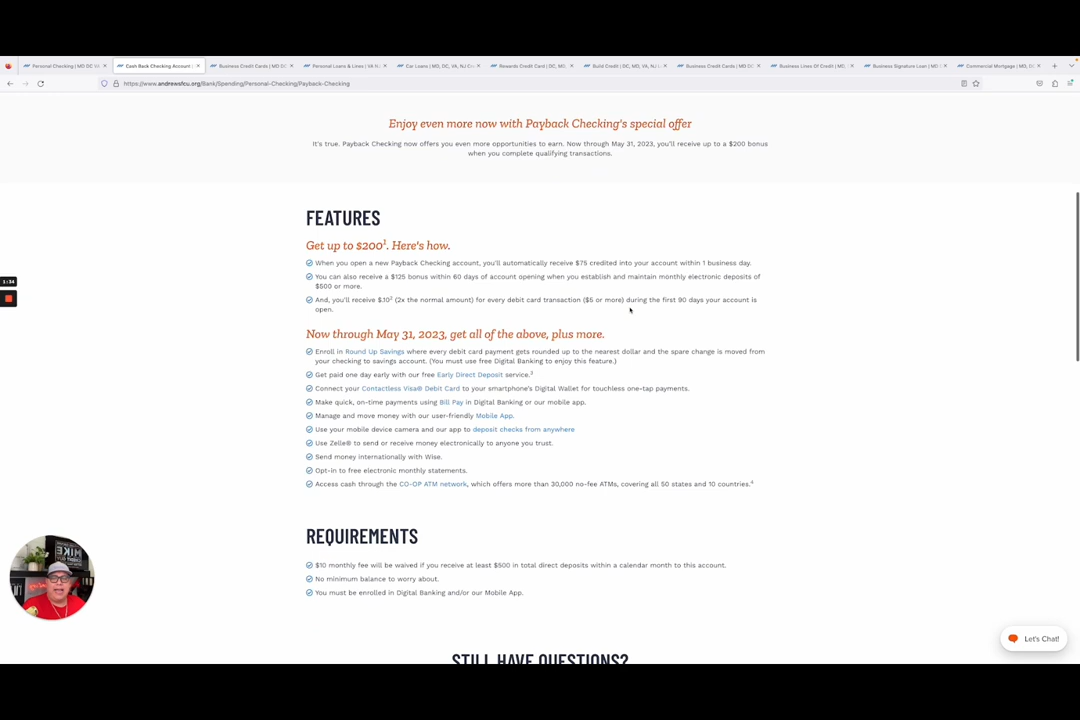 Personal Checking | MD DC VA
Cash Back Checking Account
Business Credit Cards | MD DC
Personal Loans & Lines | VA N
Car Loans | MD, DC, VA, NJ Cr
Rewards Credit Card | DC, MD,
Build Credit | DC, MD, VA, NJ
Business Credit Cards | MD DC
Business Lines Of Credit | MD,
Business Signature Loan | MD
Commercial Mortgage | MD, D
https://www.andrewsfcu.org/Bank/Spending/Personal-Checking/Payback-Checking
Enjoy even more now with Payback Checking's special offer
It's true. Payback Checking now offers you even more opportunities to earn. Now through May 31, 2023, you'll receive up to a $200 bonus
when you complete qualifying transactions.
FEATURES
Get up to $200¹. Here's how.
When you open a new Payback Checking account, you'll automatically receive $75 credited into your account within 1 business day.
You can also receive a $125 bonus within 60 days of account opening when you establish and maintain monthly electronic deposits of
$500 or more.
And, you'll receive $.10² (2x the normal amount) for every debit card transaction ($5 or more) during the first 90 days your account is
open.
Now through May 31, 2023, get all of the above, plus more.
Enroll in Round Up Savings where every debit card payment gets rounded up to the nearest dollar and the spare change is moved from
your checking to savings account. (You must use free Digital Banking to enjoy this feature.)
Get paid one day early with our free Early Direct Deposit service.³
Connect your Contactless Visa® Debit Card to your smartphone's Digital Wallet for touchless one-tap payments.
Make quick, on-time payments using Bill Pay in Digital Banking or our mobile app.
Manage and move money with our user-friendly Mobile App.
Use your mobile device camera and our app to deposit checks from anywhere
Use Zelle® to send or receive money electronically to anyone you trust.
Send money internationally with Wise.
Opt-in to free electronic monthly statements.
Access cash through the CO-OP ATM network, which offers more than 30,000 no-fee ATMs, covering all 50 states and 10 countries.⁴
1:34
REQUIREMENTS
$10 monthly fee will be waived if you receive at least $500 in total direct deposits within a calendar month to this account.
No minimum balance to worry about.
You must be enrolled in Digital Banking and/or our Mobile App.
MIKE
Let's Chat!
STILL HAVE QUESTIONS?